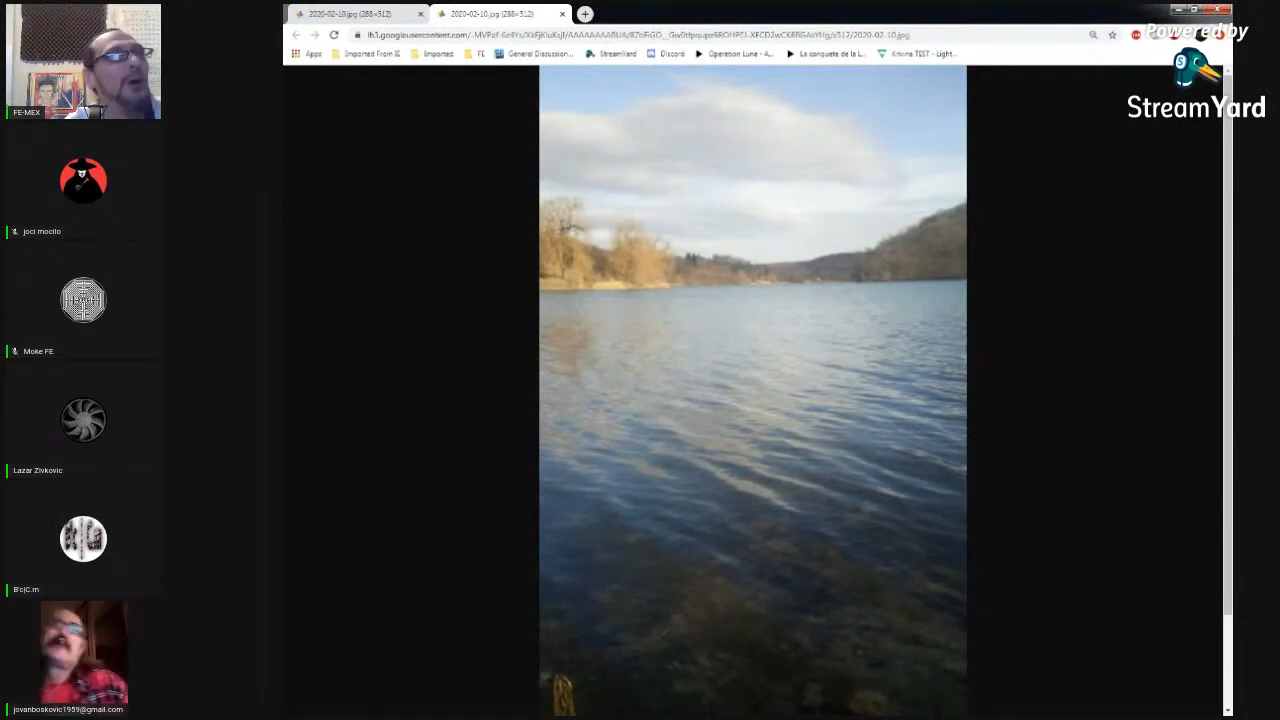 2020-02-10.jpg (288×512)
2020-02-10.jpg (288×512)
Powered by
StreamYard
Apps
Imported From IE
Imported
FE
General Discussion
StreamYard
Discord
Operation Lune - A...
La conquete de la L...
TEST - Light...
FE-MEX
joci mocilo
Moke FE
Lazar Zivkovic
B'c|C.m
jovanboskovic1959@gmail.com